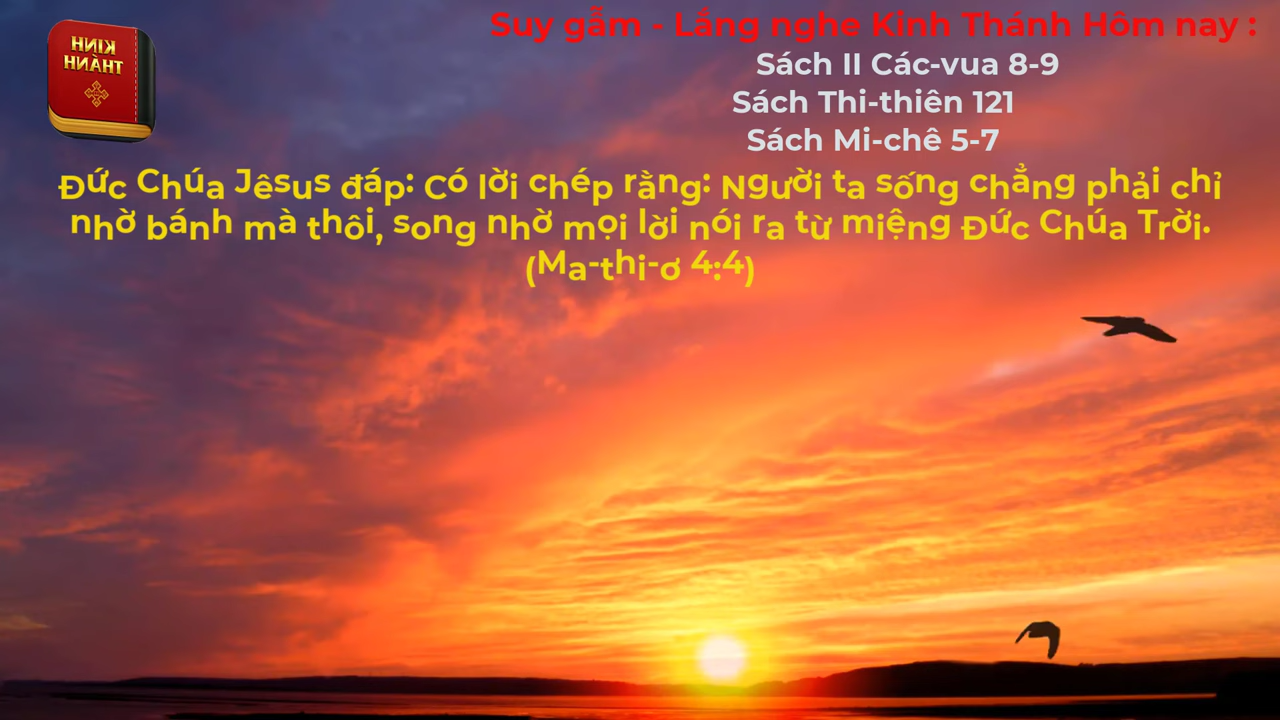 KINH
THÁNH
Suy gẫm - Lắng nghe Kinh Thánh Hôm nay :
Sách II Các-vua 8-9
Sách Thi-thiên 121
Sách Mi-chê 5-7
Đức Chúa Jêsus đáp: Có lời chép rằng: Người ta sống chẳng phải chỉ
nhờ bánh mà thôi, song nhờ mọi lời nói ra từ miệng Đức Chúa Trời.
(Ma-thi-ơ 4:4)